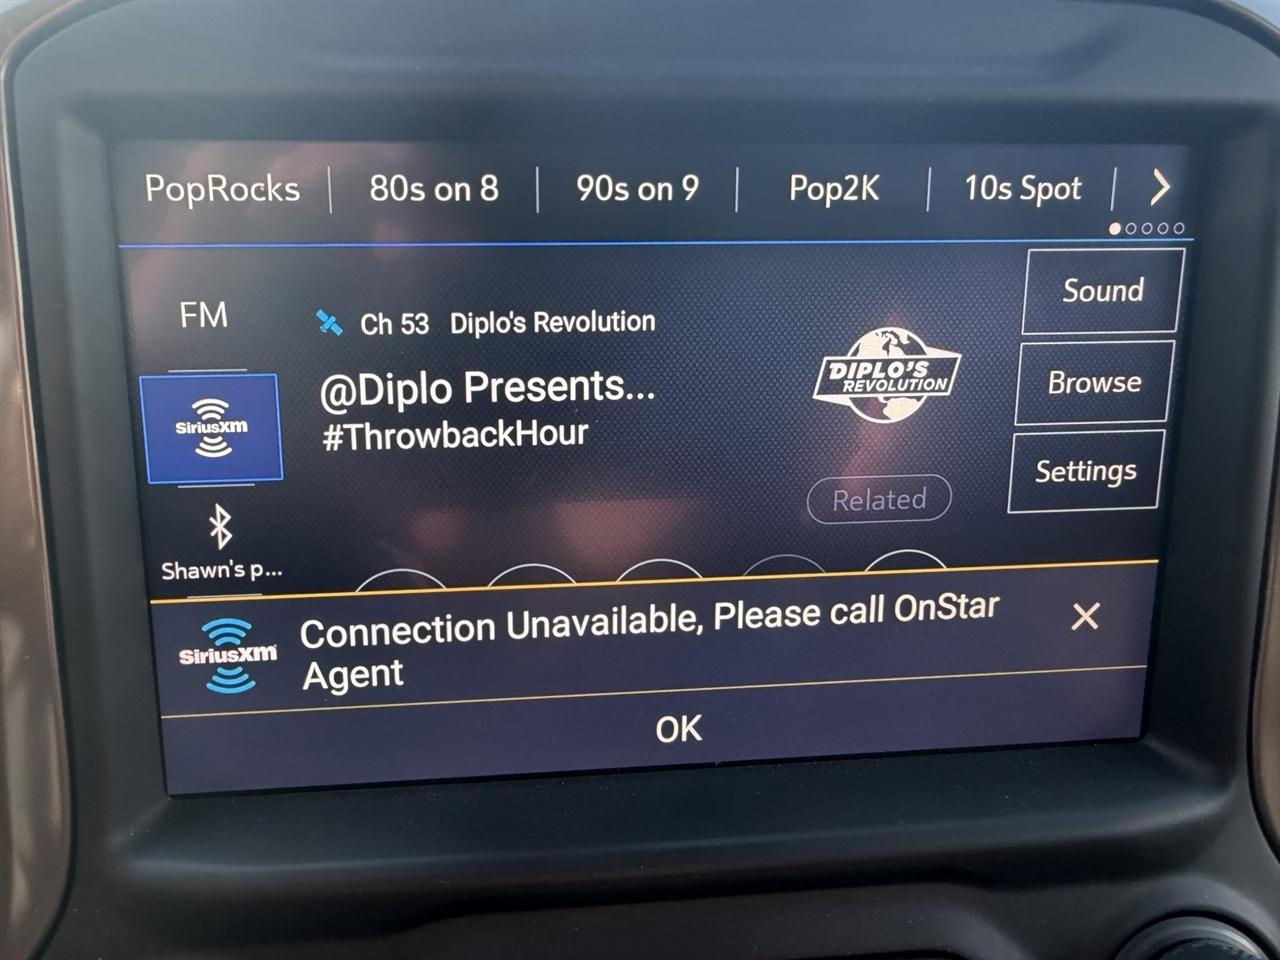 PopRocks
80s on 8
90s on 9
Pop2K
10s Spot
FM
Ch 53 Diplo's Revolution
@Diplo Presents...
#ThrowbackHour
DIPLO'S
REVOLUTION
Sound
Browse
Settings
SiriusXM
Related
Shawn's p...
SiriusXM
Connection Unavailable, Please call OnStar
Agent
OK